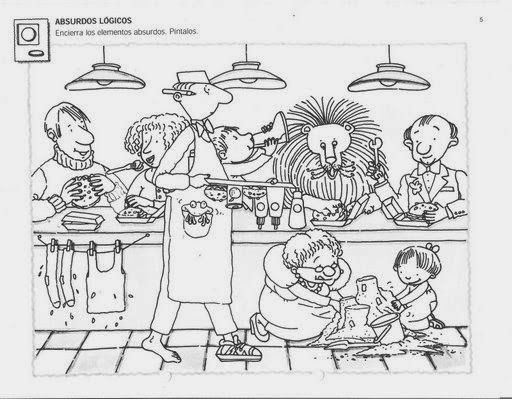 ABSURDOS LÓGICOS
5
Encierra los elementos absurdos. Píntalos.